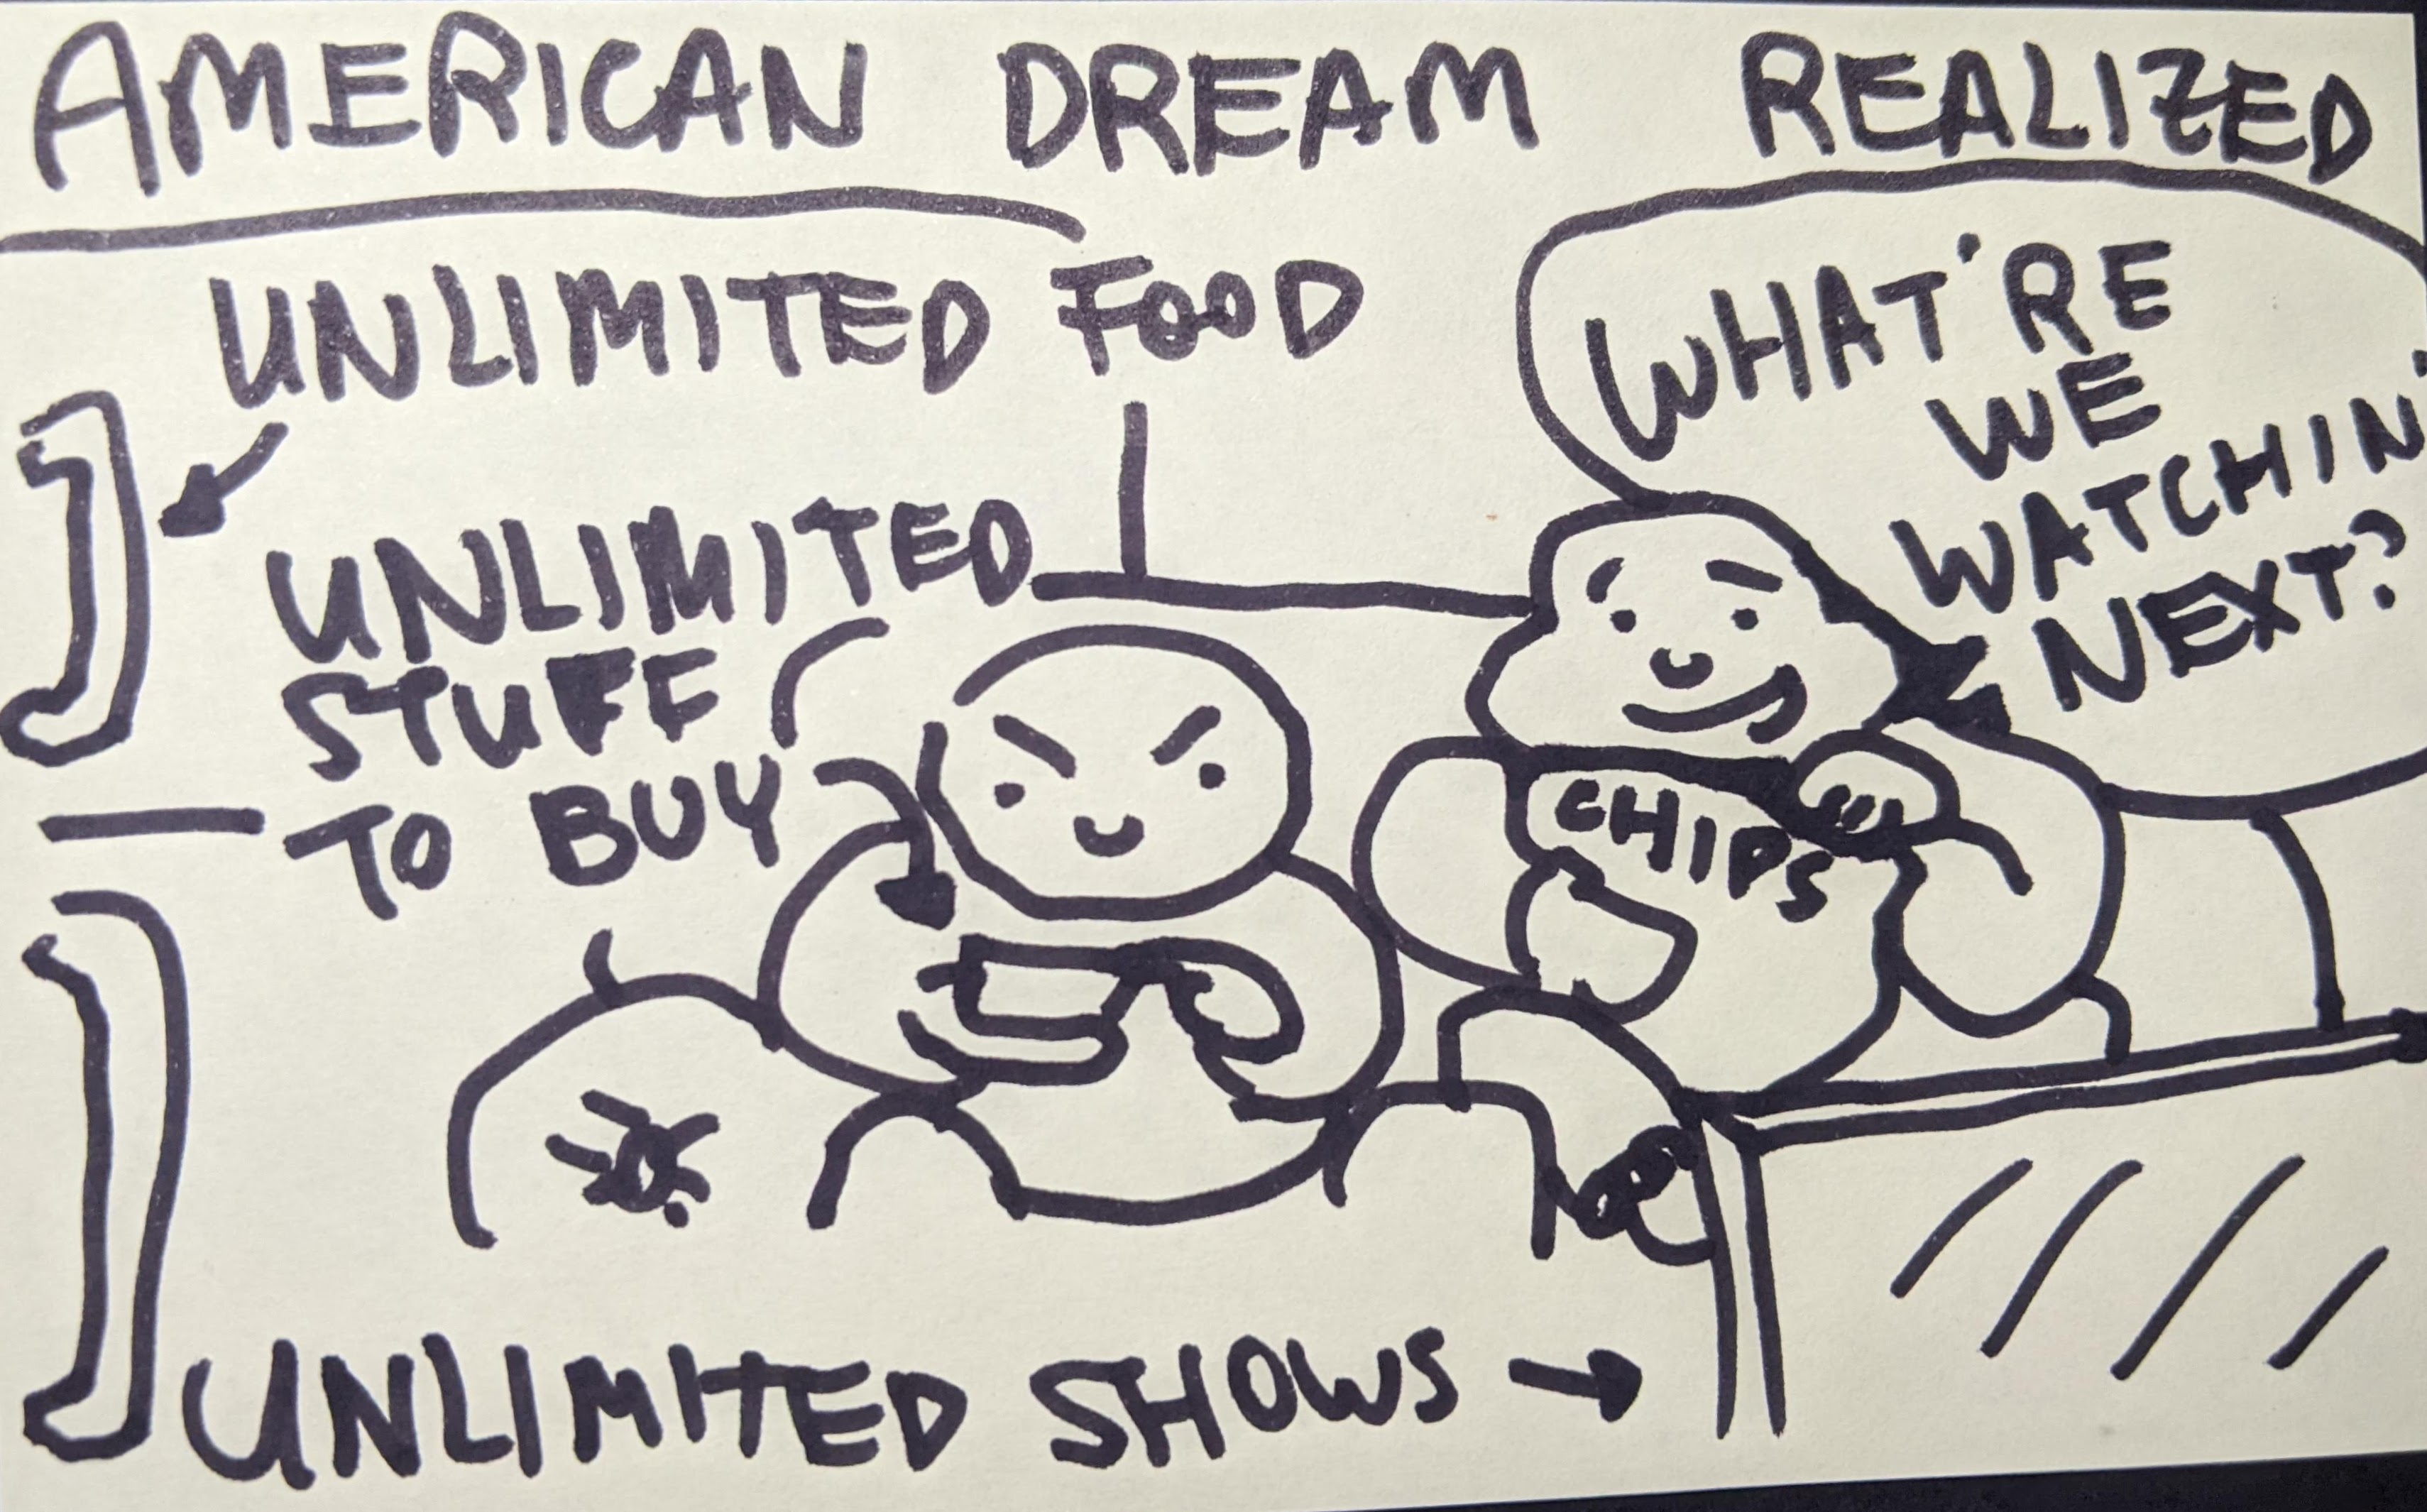 AMERICAN DREAM REALIZED
UNLIMITED FOOD
WHAT'RE
WE
WATCHIN'
NEXT?
UNLIMITED
STUFF
TO BUY
CHIPS
UNLIMITED SHOWS